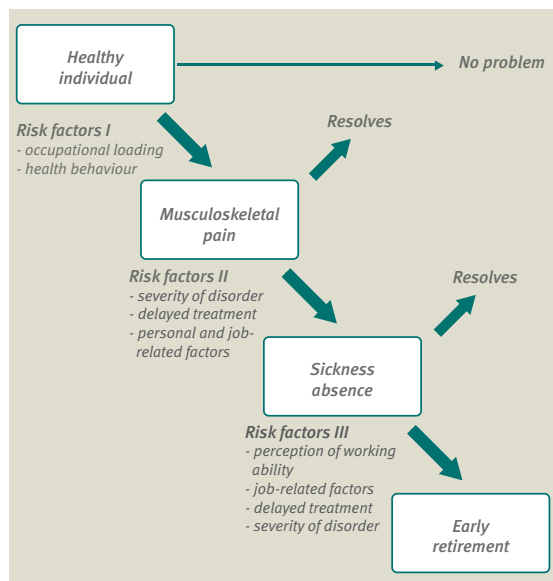 Healthy
individual
No problem
Risk factors I
- occupational loading
- health behaviour
Resolves
Musculoskeletal
pain
Risk factors II
- severity of disorder
- delayed treatment
- personal and job-
related factors
Resolves
Sickness
absence
Risk factors III
- perception of working
ability
- job-related factors
- delayed treatment
- severity of disorder
Early
retirement